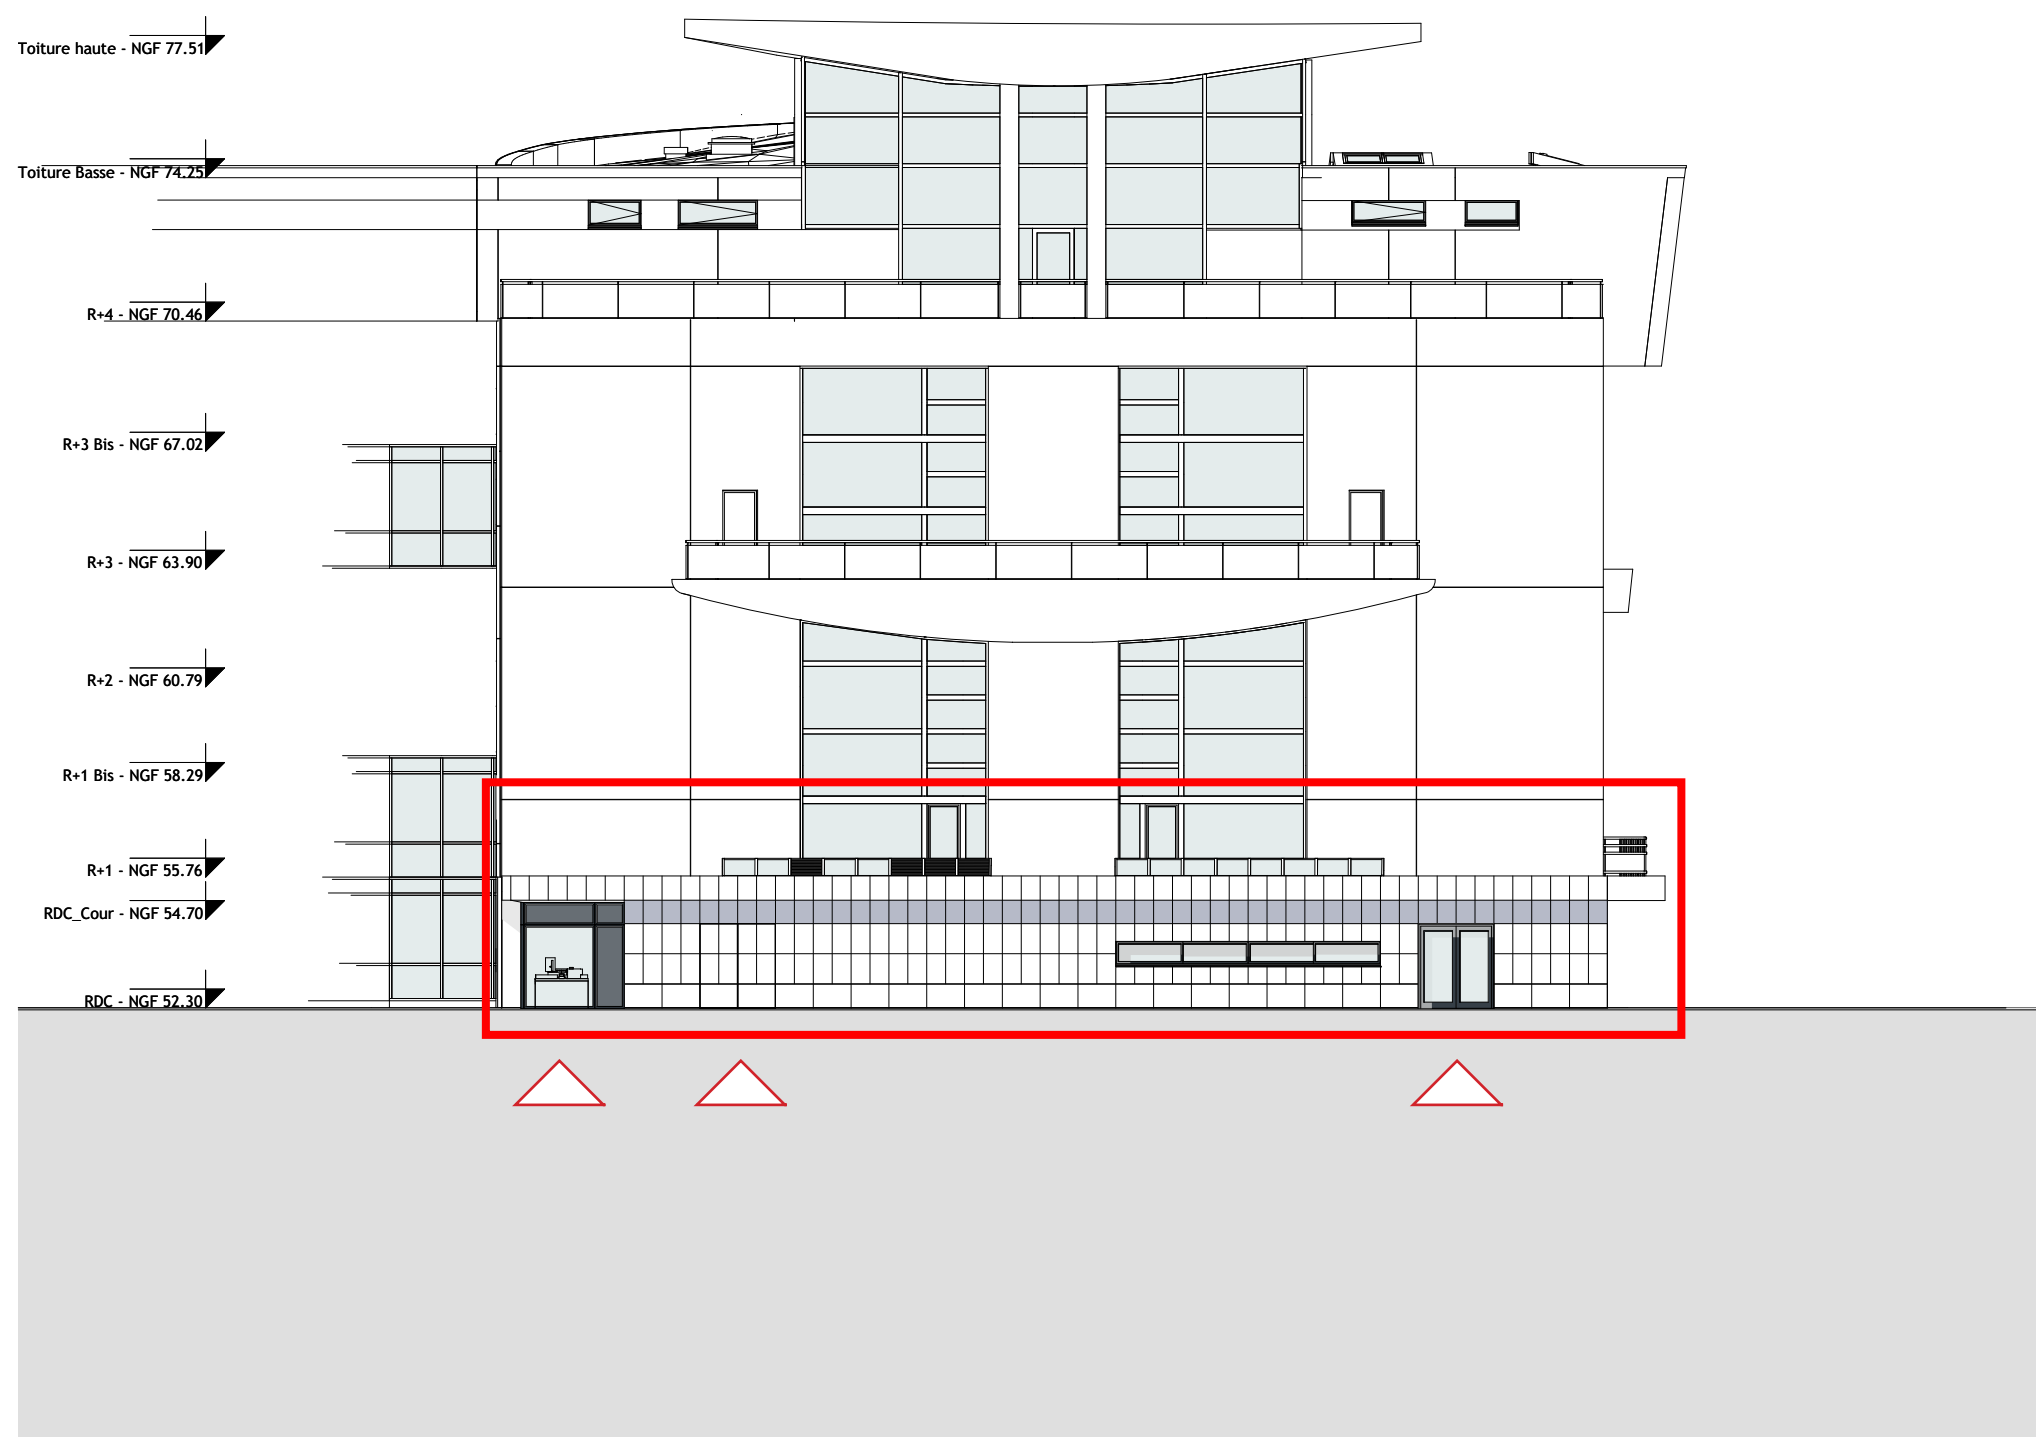 Toiture haute - NGF 77.51
Toiture Basse - NGF 74.25
R+4 - NGF 70.46
R+3 Bis - NGF 67.02
R+3 - NGF 63.90
R+2 - NGF 60.79
R+1 Bis - NGF 58.29
R+1 - NGF 55.76
RDC_Cour - NGF 54.70
RDC - NGF 52.30